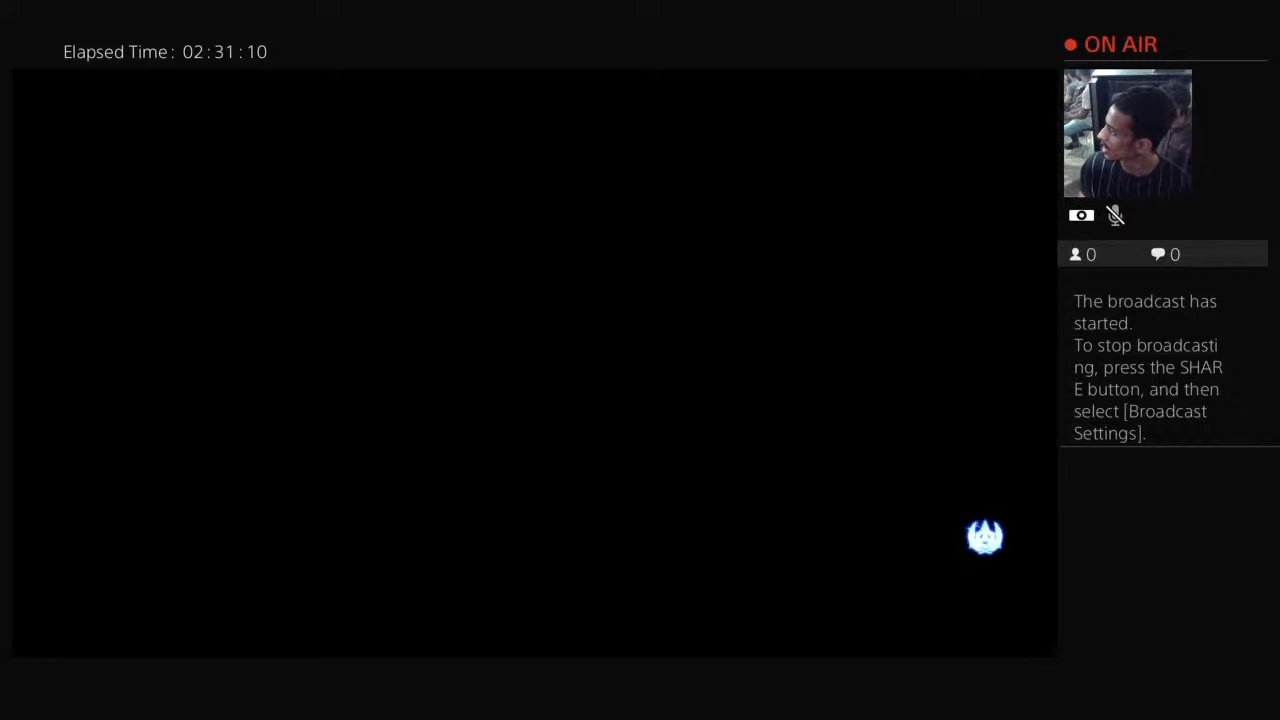 Elapsed Time: 02:31:10
ON AIR
0 0
The broadcast has
started.
To stop broadcasti
ng, press the SHAR
E button, and then
select [Broadcast
Settings].